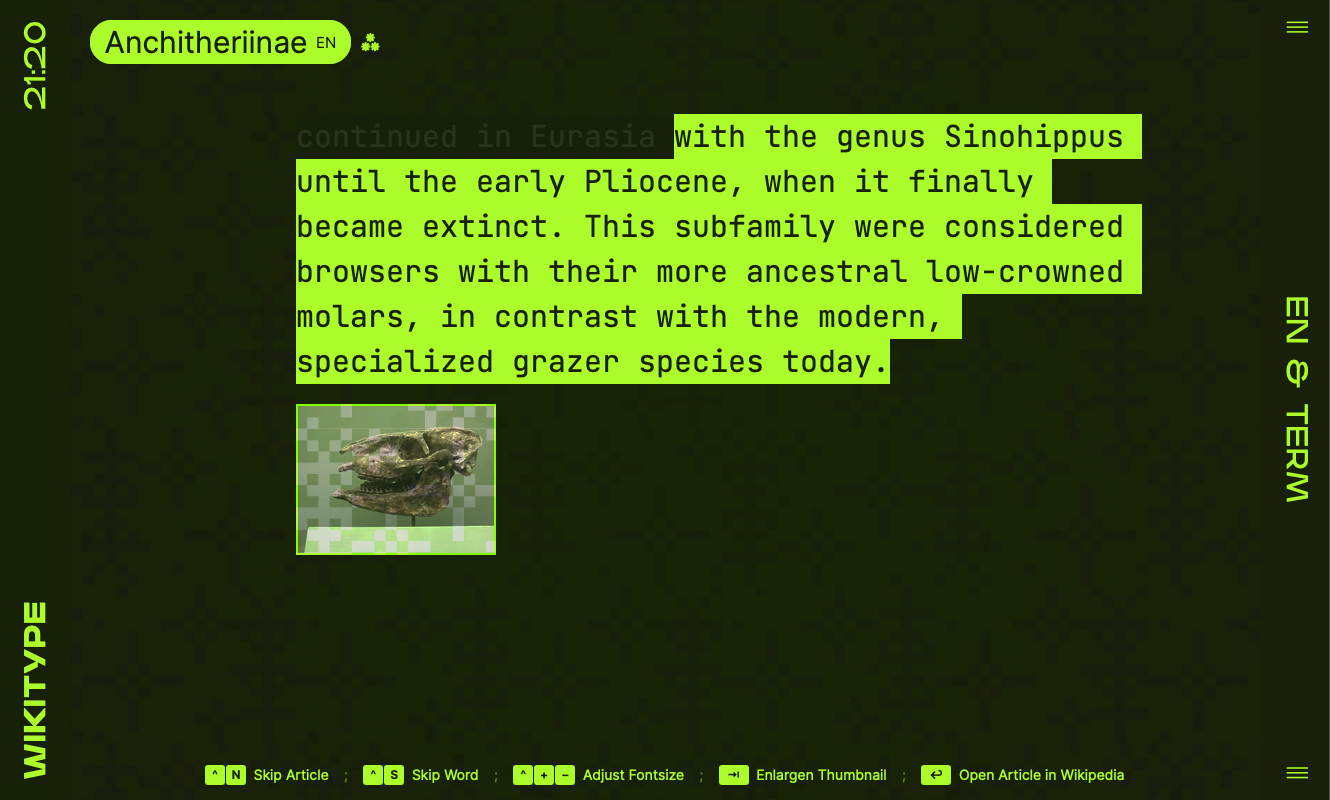 21:20
Anchitheriinae EN
continued in Eurasia with the genus Sinohippus
until the early Pliocene, when it finally
became extinct. This subfamily were considered
browsers with their more ancestral low-crowned
molars, in contrast with the modern,
specialized grazer species today.
EN & TERM
WIKITYPE
^ N Skip Article ; ^ S Skip Word ; ^ + − Adjust Fontsize ; ⇥ Enlargen Thumbnail ; ↩ Open Article in Wikipedia